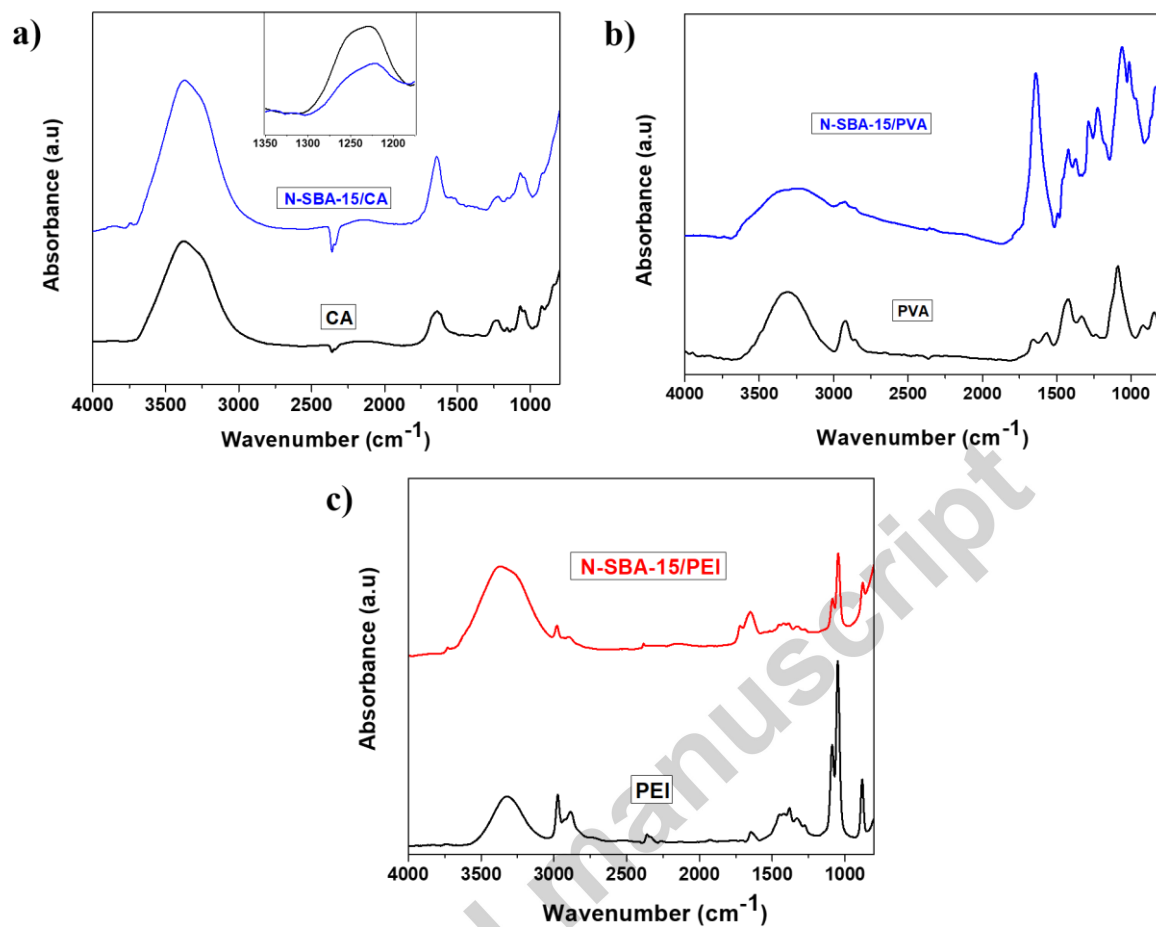 a)
1350 1300 1250 1200
N-SBA-15/CA
CA
Absorbance (a.u)
4000 3500 3000 2500 2000 1500 1000
Wavenumber (cm-1)
b)
N-SBA-15/PVA
PVA
Absorbance (a.u)
4000 3500 3000 2500 2000 1500 1000
Wavenumber (cm-1)
c)
N-SBA-15/PEI
PEI
Absorbance (a.u)
4000 3500 3000 2500 2000 1500 1000
Wavenumber (cm-1)
manuscript